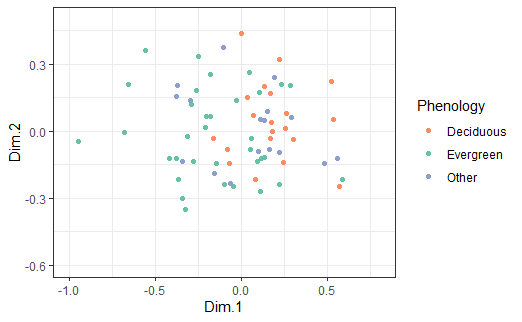 Dim.2
0.3
0.0
-0.3
-0.6
-1.0 -0.5 0.0 0.5
Dim.1
Phenology
Deciduous
Evergreen
Other